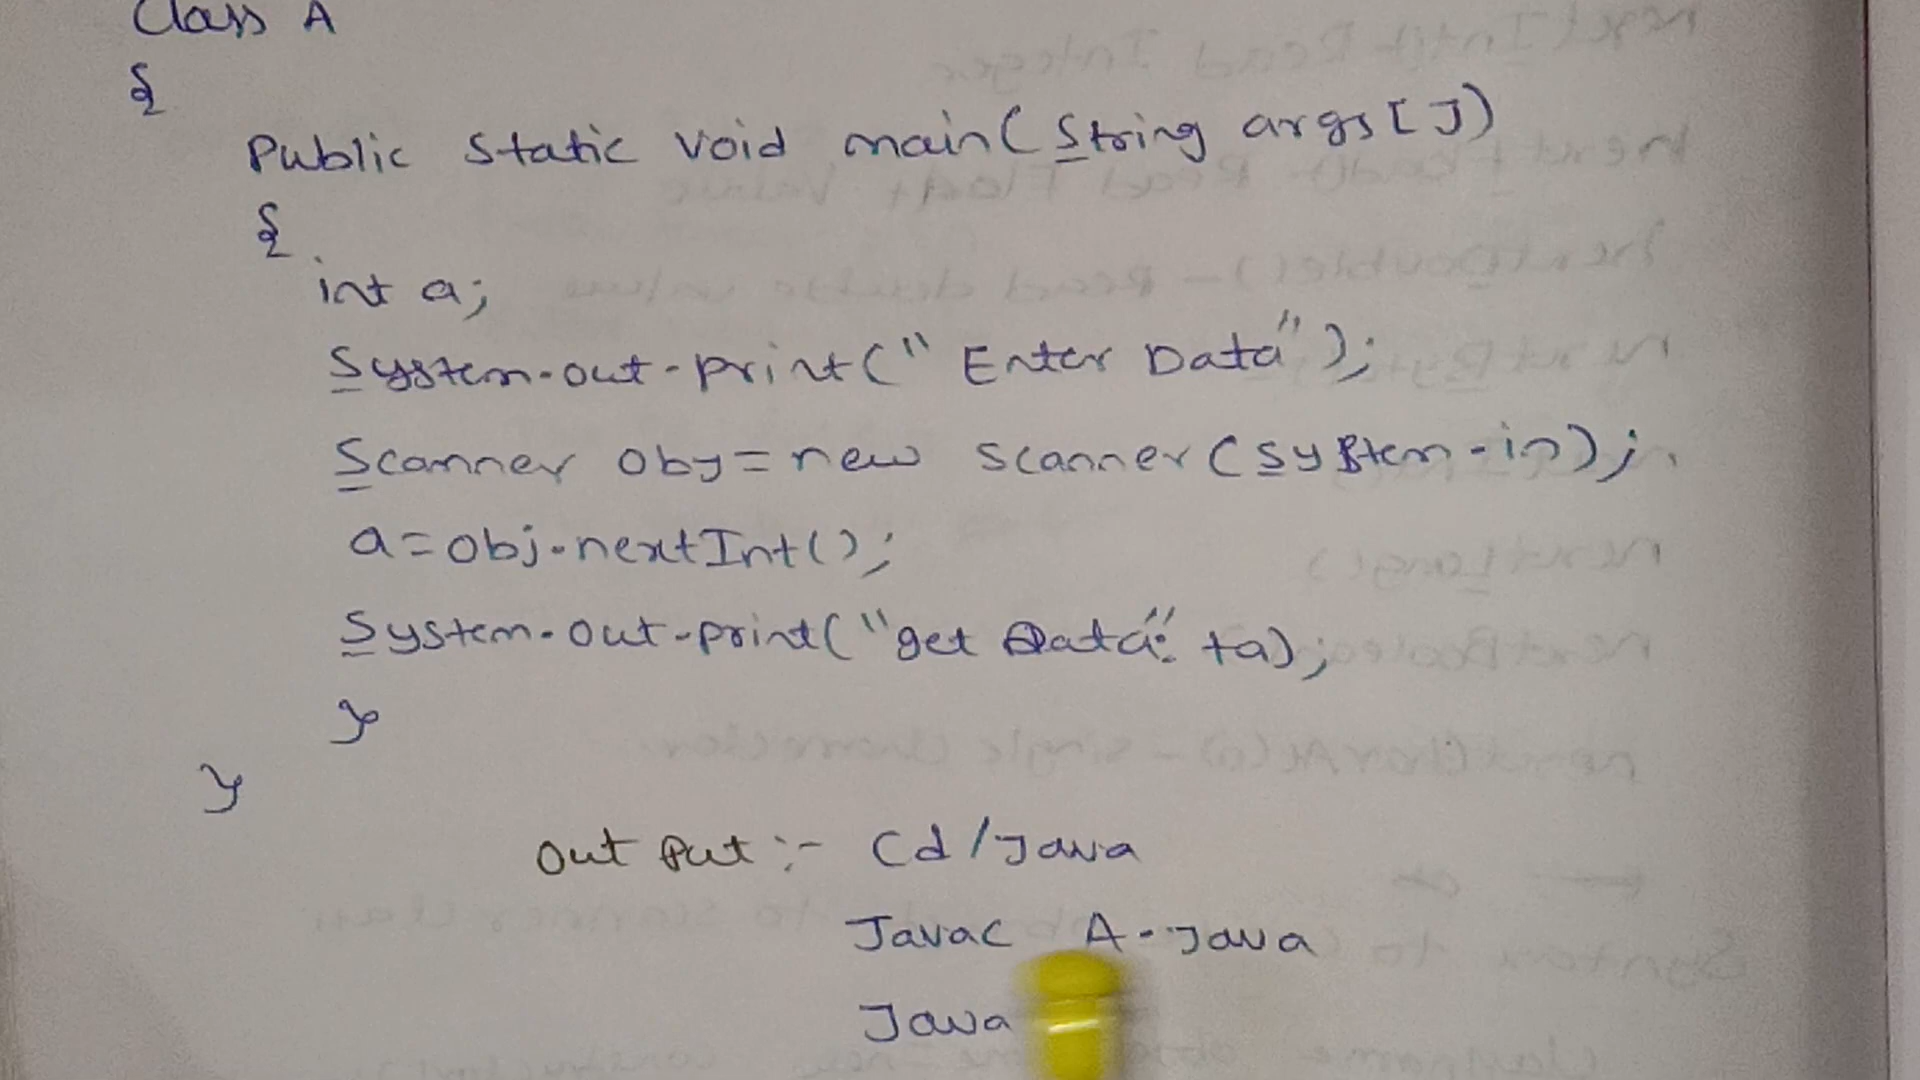 Class A
{
Public Static Void main(String args[])
{
int a;
System.out.print("Enter Data");
Scanner obj=new scanner(System.in);
a=obj.nextInt();
System.out.print("get Data:"+a);
}
}
Out Put :- Cd/Java
Javac A.java
Java